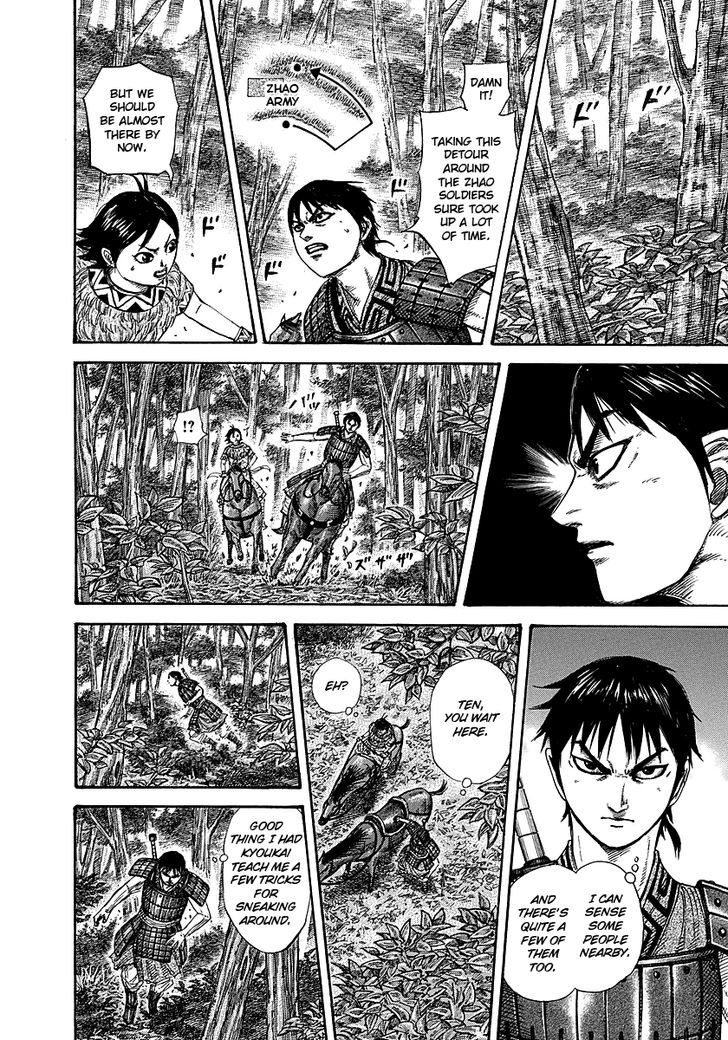 ドド
ドド
ドド
DAMN
IT!
TAKING THIS
DETOUR
AROUND
THE ZHAO
SOLDIERS
SURE TOOK
UP A LOT
OF TIME.
ZHAO
ARMY
ドド
BUT WE
SHOULD
BE ALMOST
THERE BY
NOW.
!?
ズザザ
I CAN
SENSE
SOME
PEOPLE
NEARBY.
AND
THERE'S
QUITE A
FEW OF
THEM
TOO.
TEN,
YOU WAIT
HERE.
EH?
GOOD
THING I HAD
KYOUKAI
TEACH ME A
FEW TRICKS
FOR
SNEAKING
AROUND.